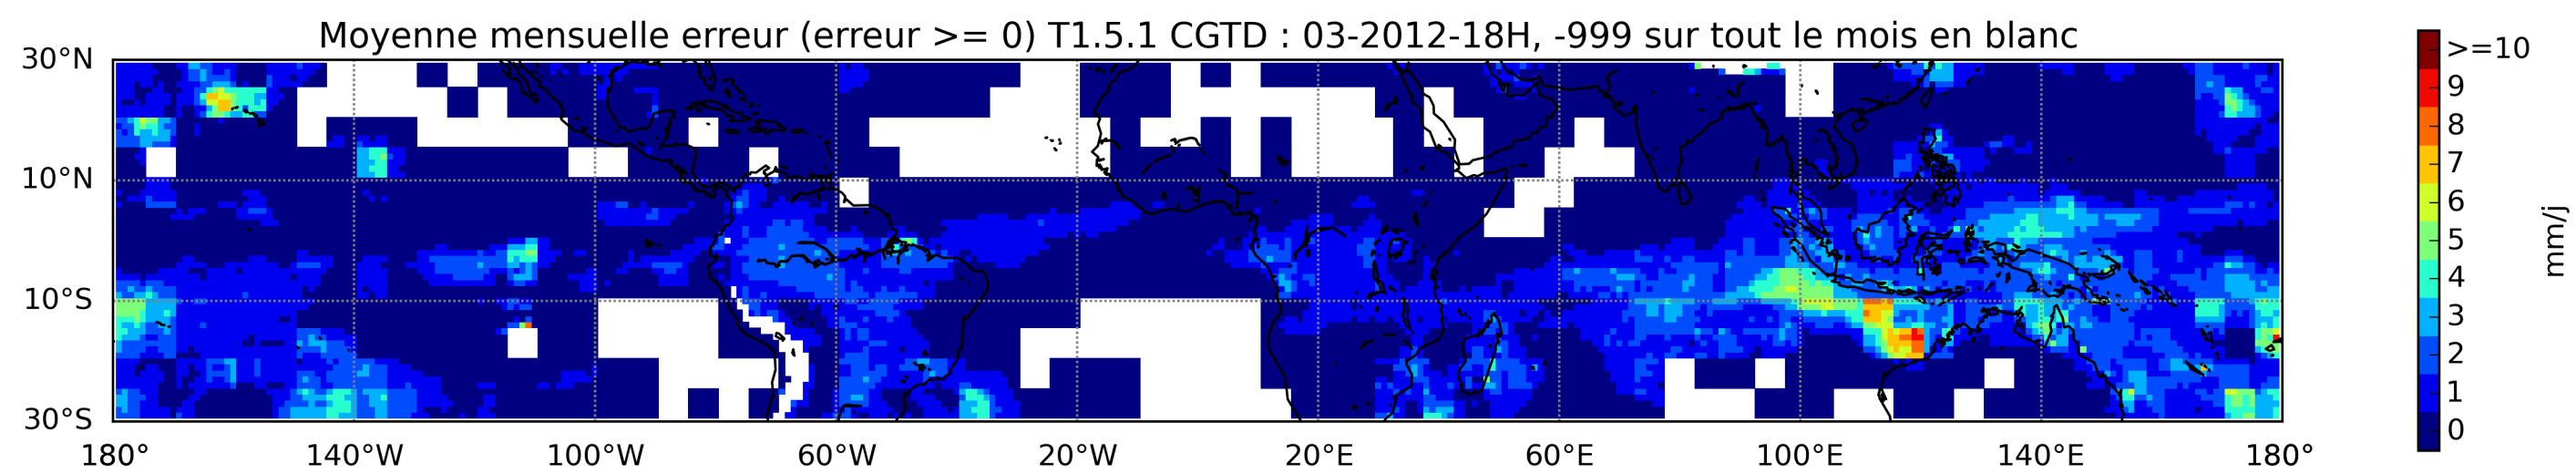 Moyenne mensuelle erreur (erreur >= 0) T1.5.1 CGTD : 03-2012-18H, -999 sur tout le mois en blanc
30°N
10°N
10°S
30°S
180° 140°W 100°W 60°W 20°W 20°E 60°E 100°E 140°E 180°
>=10
9
8
7
6
5
4
3
2
1
0
mm/j